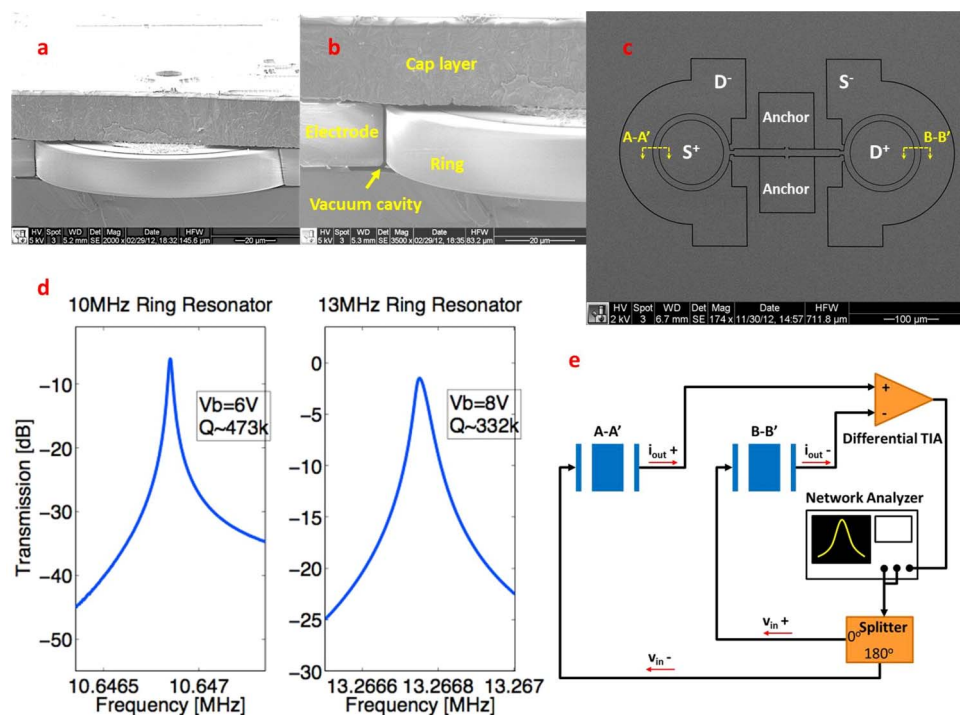 a
HV Spot WD Det Mag Date HFW
5 kV 3 5.2 mm SE 2000 x 02/29/12, 18:32 145.6 µm 20 µm
b
Cap layer
Electrode
Ring
Vacuum cavity
HV Spot WD Det Mag Date HFW
5 kV 3 5.3 mm SE 3500 x 02/29/12, 18:35 83.2 µm 20 µm
c
D⁻ S⁻
Anchor
A-A' B-B'
S⁺ D⁺
Anchor
HV Spot WD Det Mag Date HFW
2 kV 3 6.7 mm SE 174 x 11/30/12, 14:57 711.8 µm 100 µm
d
10MHz Ring Resonator
Transmission [dB]
−10
−20
−30
−40
−50
Vb=6V
Q~473k
10.6465 10.647
Frequency [MHz]
13MHz Ring Resonator
0
−5
−10
−15
−20
−25
−30
Vb=8V
Q~332k
13.2666 13.2668 13.267
Frequency [MHz]
e
+
-
Differential TIA
A-A'
iout +
B-B'
iout -
Network Analyzer
Splitter
0°
180°
vin +
vin -